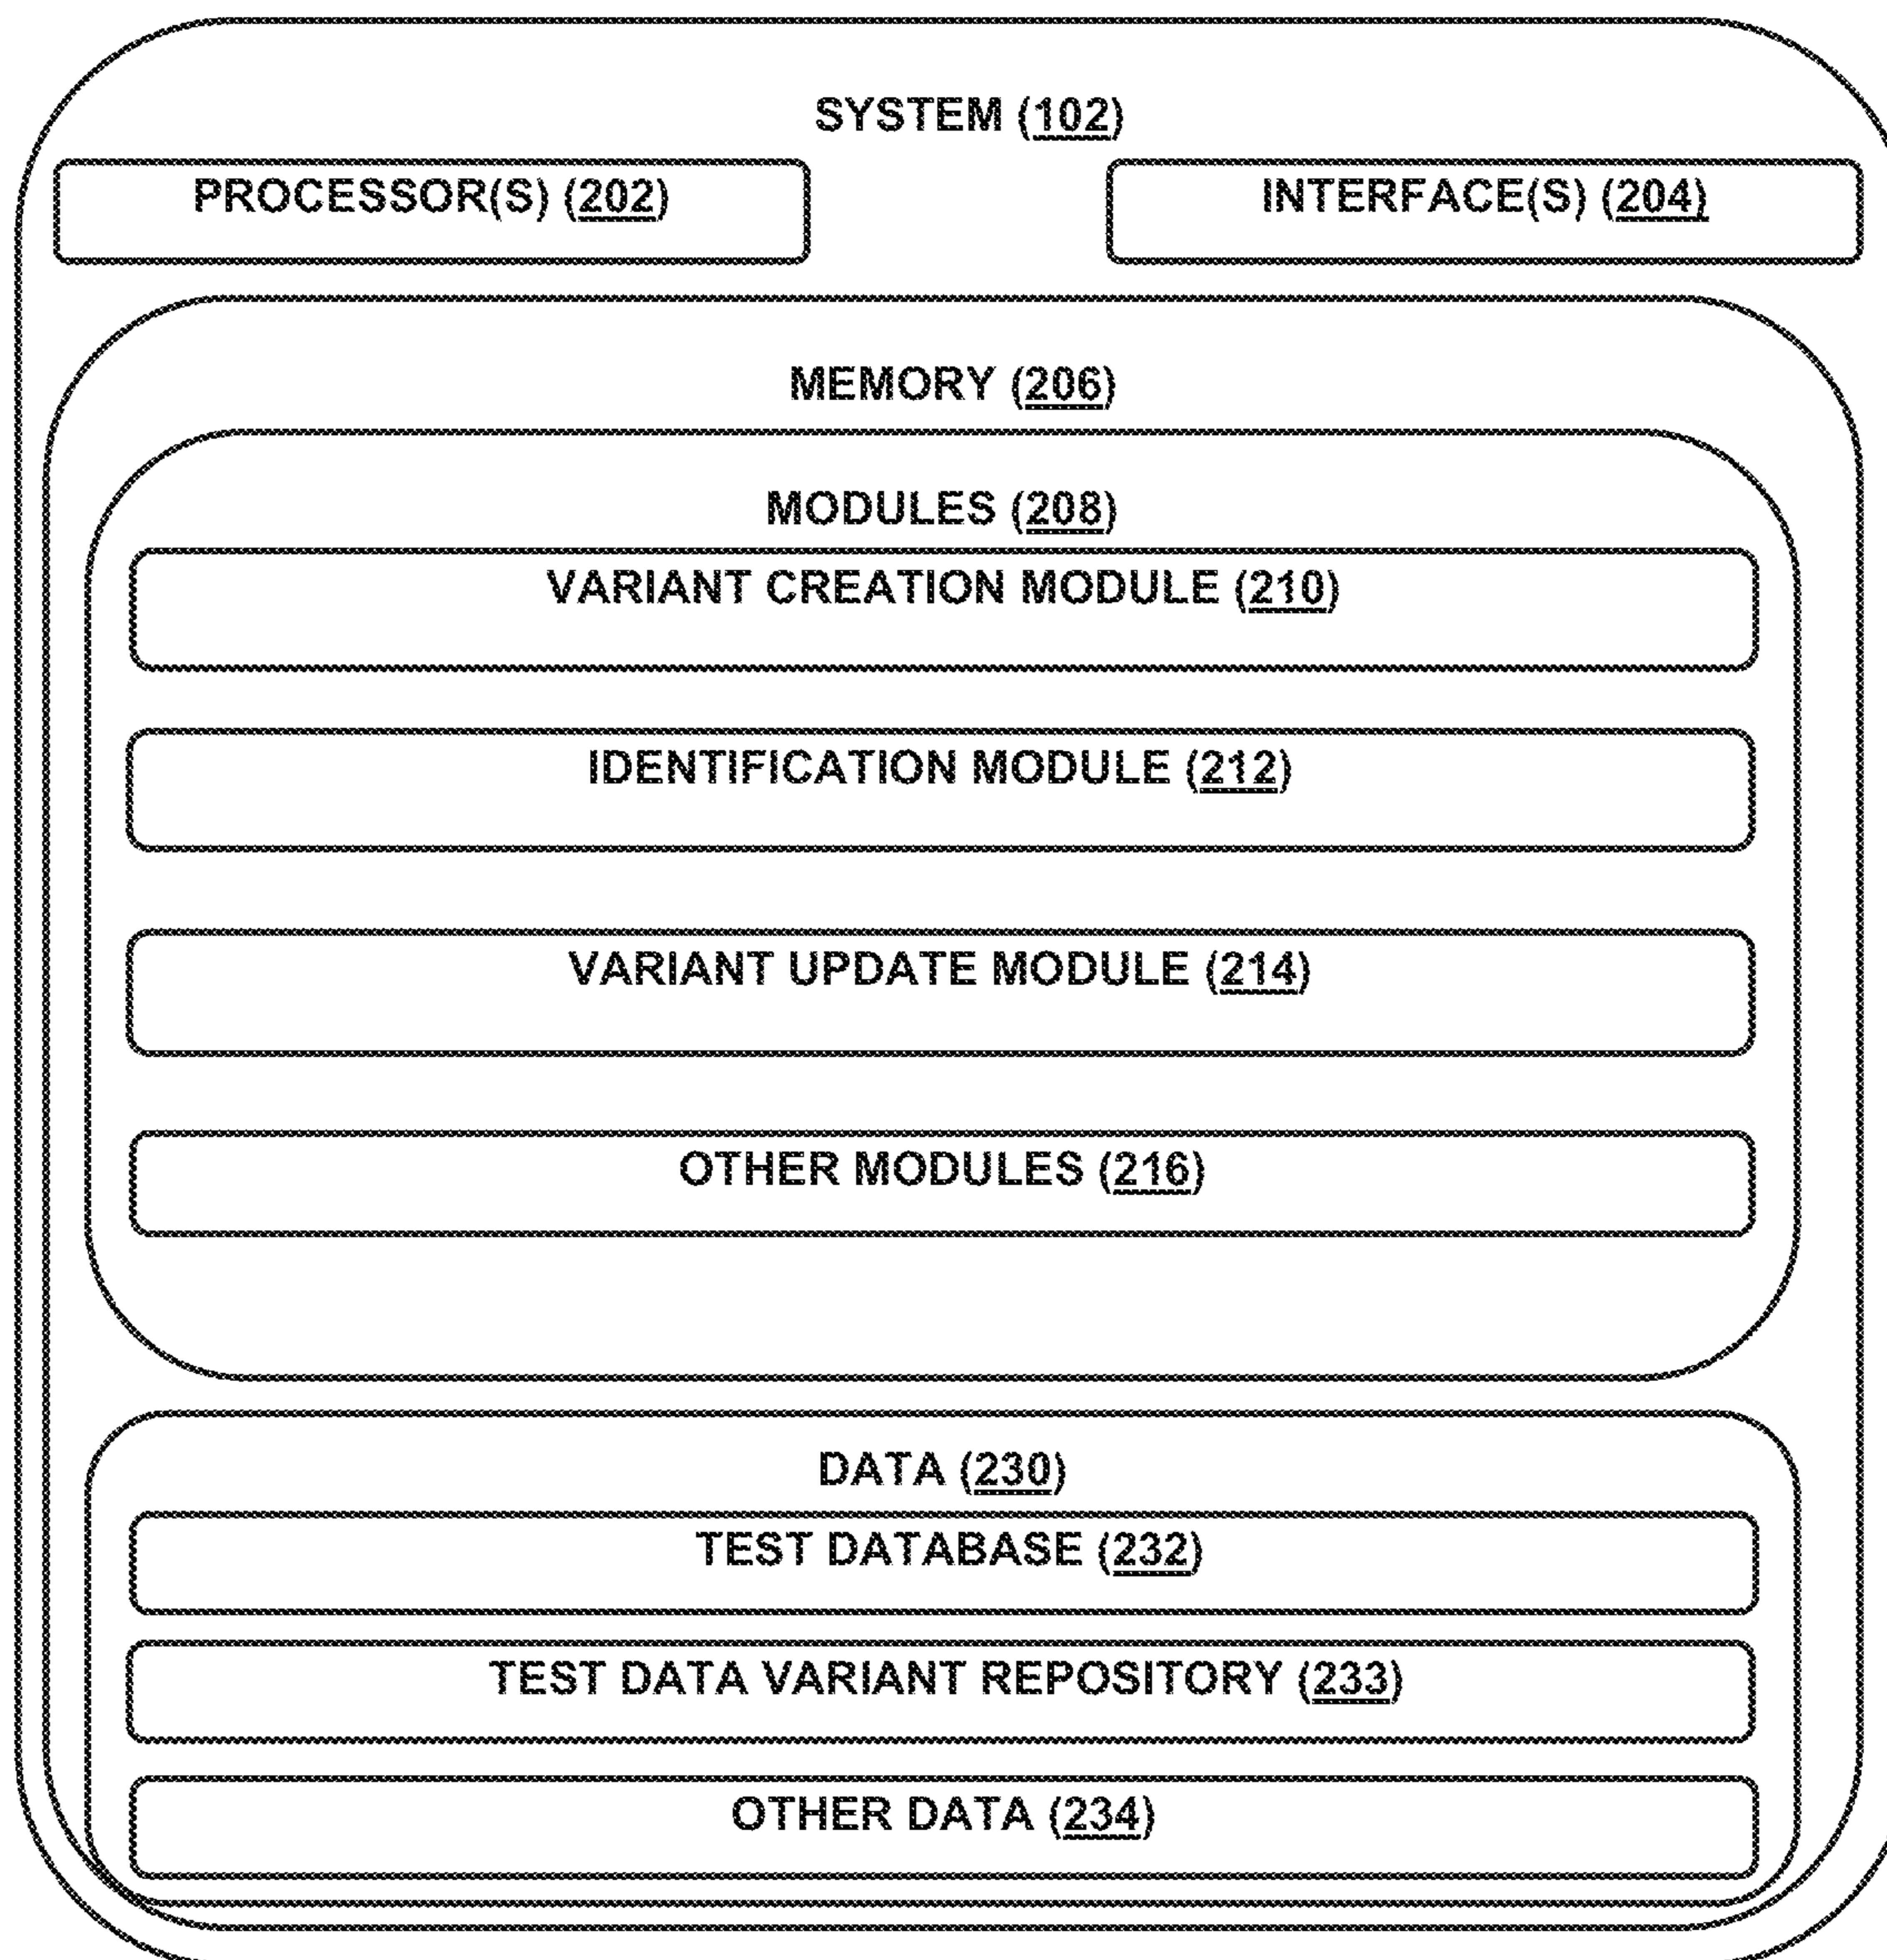 SYSTEM (102)
PROCESSOR(S) (202)
INTERFACE(S) (204)
MEMORY (206)
MODULES (208)
VARIANT CREATION MODULE (210)
IDENTIFICATION MODULE (212)
VARIANT UPDATE MODULE (214)
OTHER MODULES (216)
DATA (230)
TEST DATABASE (232)
TEST DATA VARIANT REPOSITORY (233)
OTHER DATA (234)